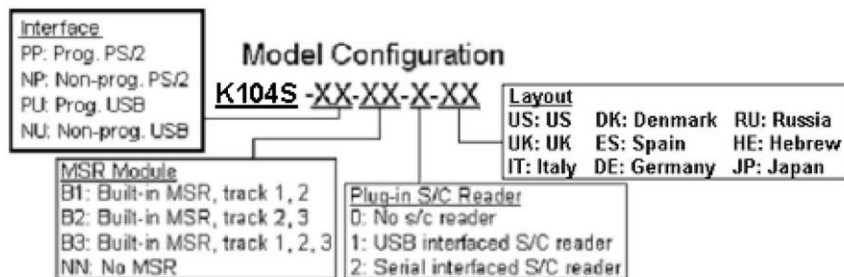 Interface
PP: Prog. PS/2
NP: Non-prog. PS/2
PU: Prog. USB
NU: Non-prog. USB
Model Configuration
K104S -XX-XX-X-XX
Layout
US: US DK: Denmark RU: Russia
UK: UK ES: Spain HE: Hebrew
IT: Italy DE: Germany JP: Japan
MSR Module
B1: Built-in MSR, track 1, 2
B2: Built-in MSR, track 2, 3
B3: Built-in MSR, track 1, 2, 3
NN: No MSR
Plug-in S/C Reader
0: No s/c reader
1: USB interfaced S/C reader
2: Serial interfaced S/C reader